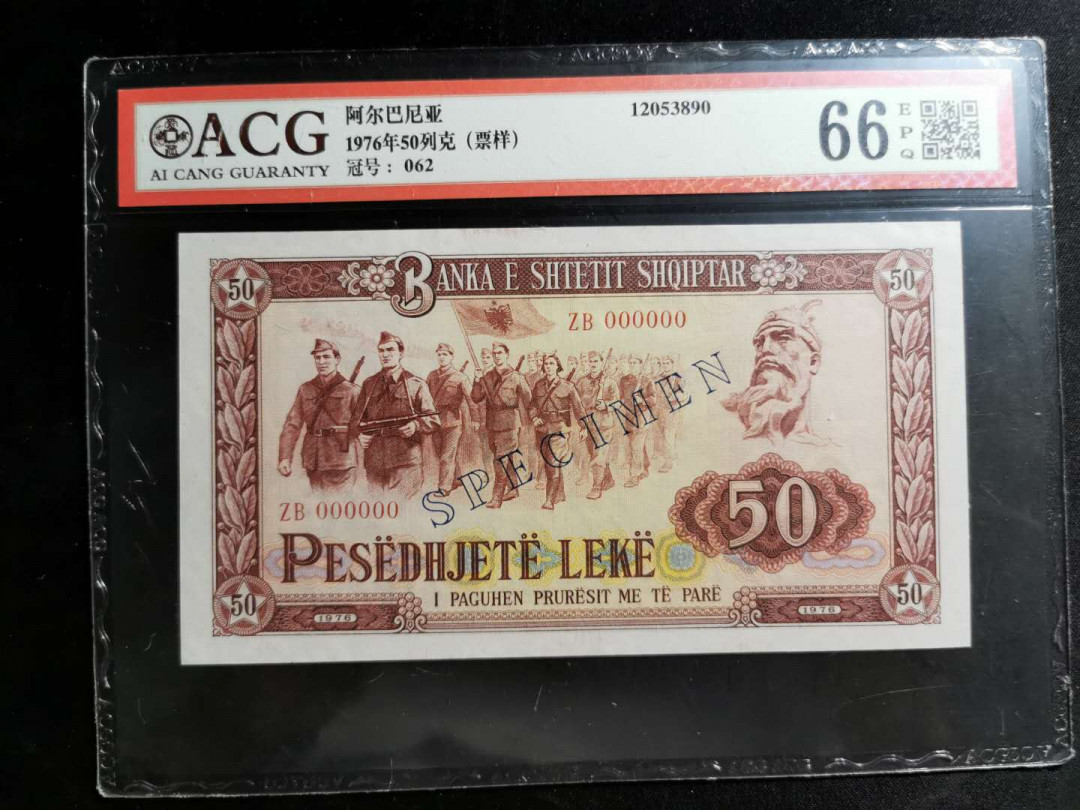 ACG
AI CANG GUARANTY
阿尔巴尼亚
1976年50列克（票样）
冠号： 062
12053890
66
EPQ
BANKA E SHTETIT SHQIPTAR
50
50
ZB 000000
SPECIMEN
ZB 000000
50
PESËDHJETË LEKË
I PAGUHEN PRURËSIT ME TË PARË
50
1976
1976
50